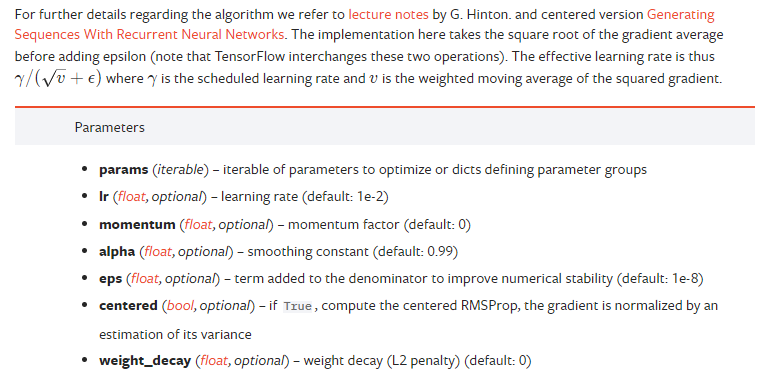 For further details regarding the algorithm we refer to lecture notes by G. Hinton. and centered version Generating
Sequences With Recurrent Neural Networks. The implementation here takes the square root of the gradient average
before adding epsilon (note that TensorFlow interchanges these two operations). The effective learning rate is thus
γ/(√v + ϵ) where γ is the scheduled learning rate and v is the weighted moving average of the squared gradient.
Parameters
• params (iterable) – iterable of parameters to optimize or dicts defining parameter groups
• lr (float, optional) – learning rate (default: 1e-2)
• momentum (float, optional) – momentum factor (default: 0)
• alpha (float, optional) – smoothing constant (default: 0.99)
• eps (float, optional) – term added to the denominator to improve numerical stability (default: 1e-8)
• centered (bool, optional) – if True, compute the centered RMSProp, the gradient is normalized by an
estimation of its variance
• weight_decay (float, optional) – weight decay (L2 penalty) (default: 0)